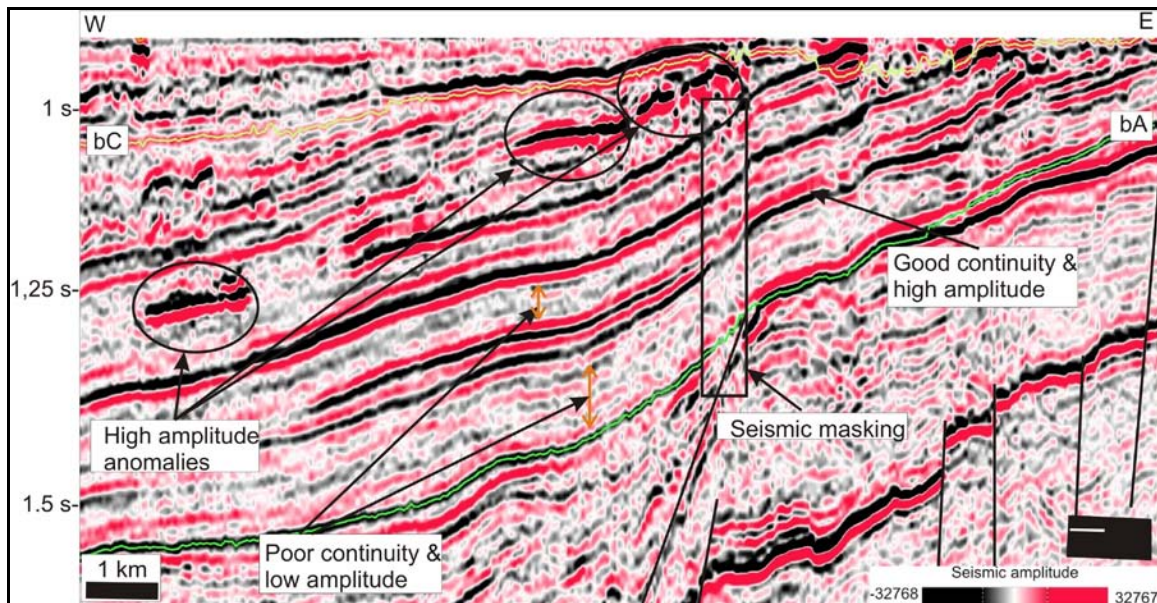 W
E
1 s
bC
bA
Good continuity &
high amplitude
1,25 s
High amplitude
anomalies
Seismic masking
1.5 s
Poor continuity &
low amplitude
1 km
Seismic amplitude
-32768
32767